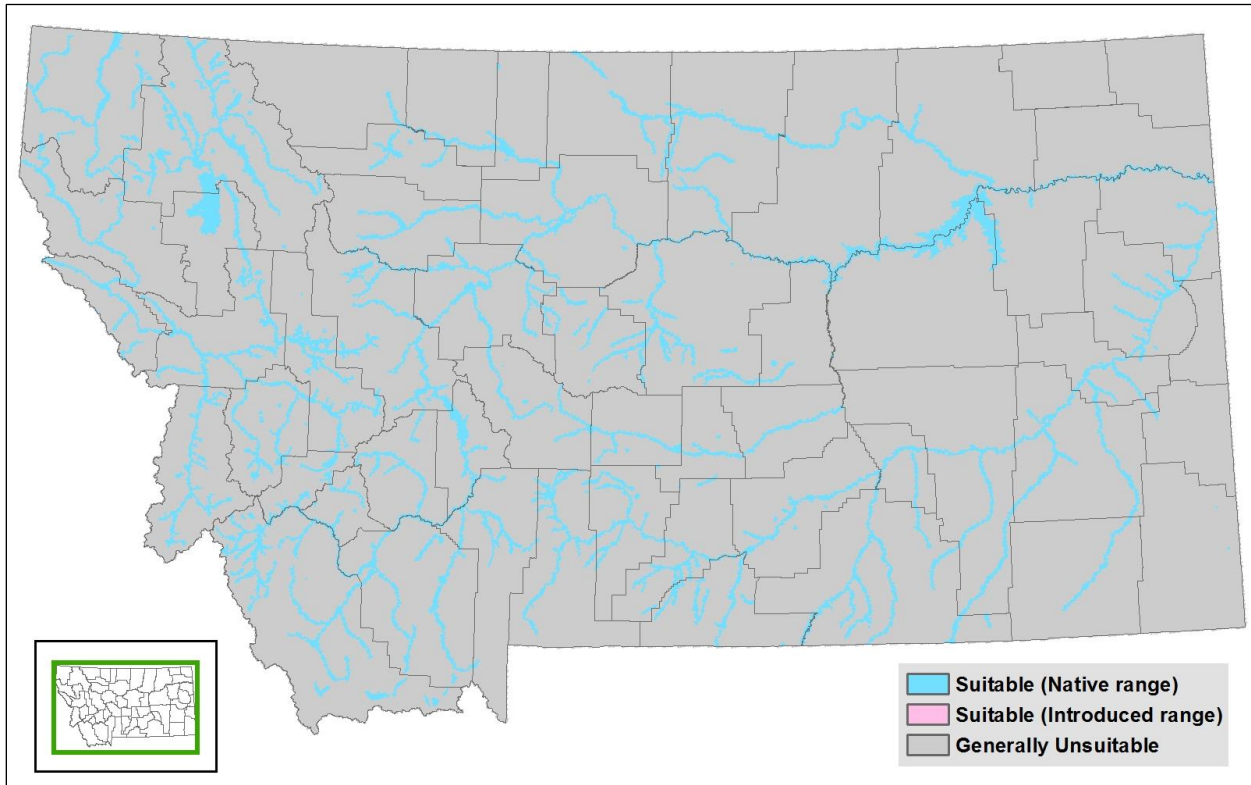 Suitable (Native range)
Suitable (Introduced range)
Generally Unsuitable